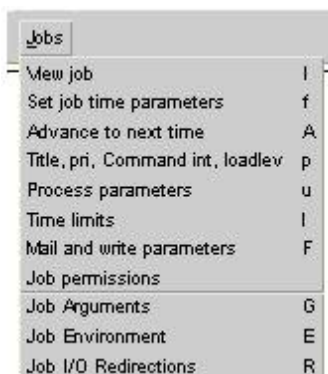 Jobs
View job I
Set job time parameters f
Advance to next time A
Title, pri, Command int, loadlev p
Process parameters u
Time limits l
Mail and write parameters F
Job permissions
Job Arguments G
Job Environment E
Job I/O Redirections R